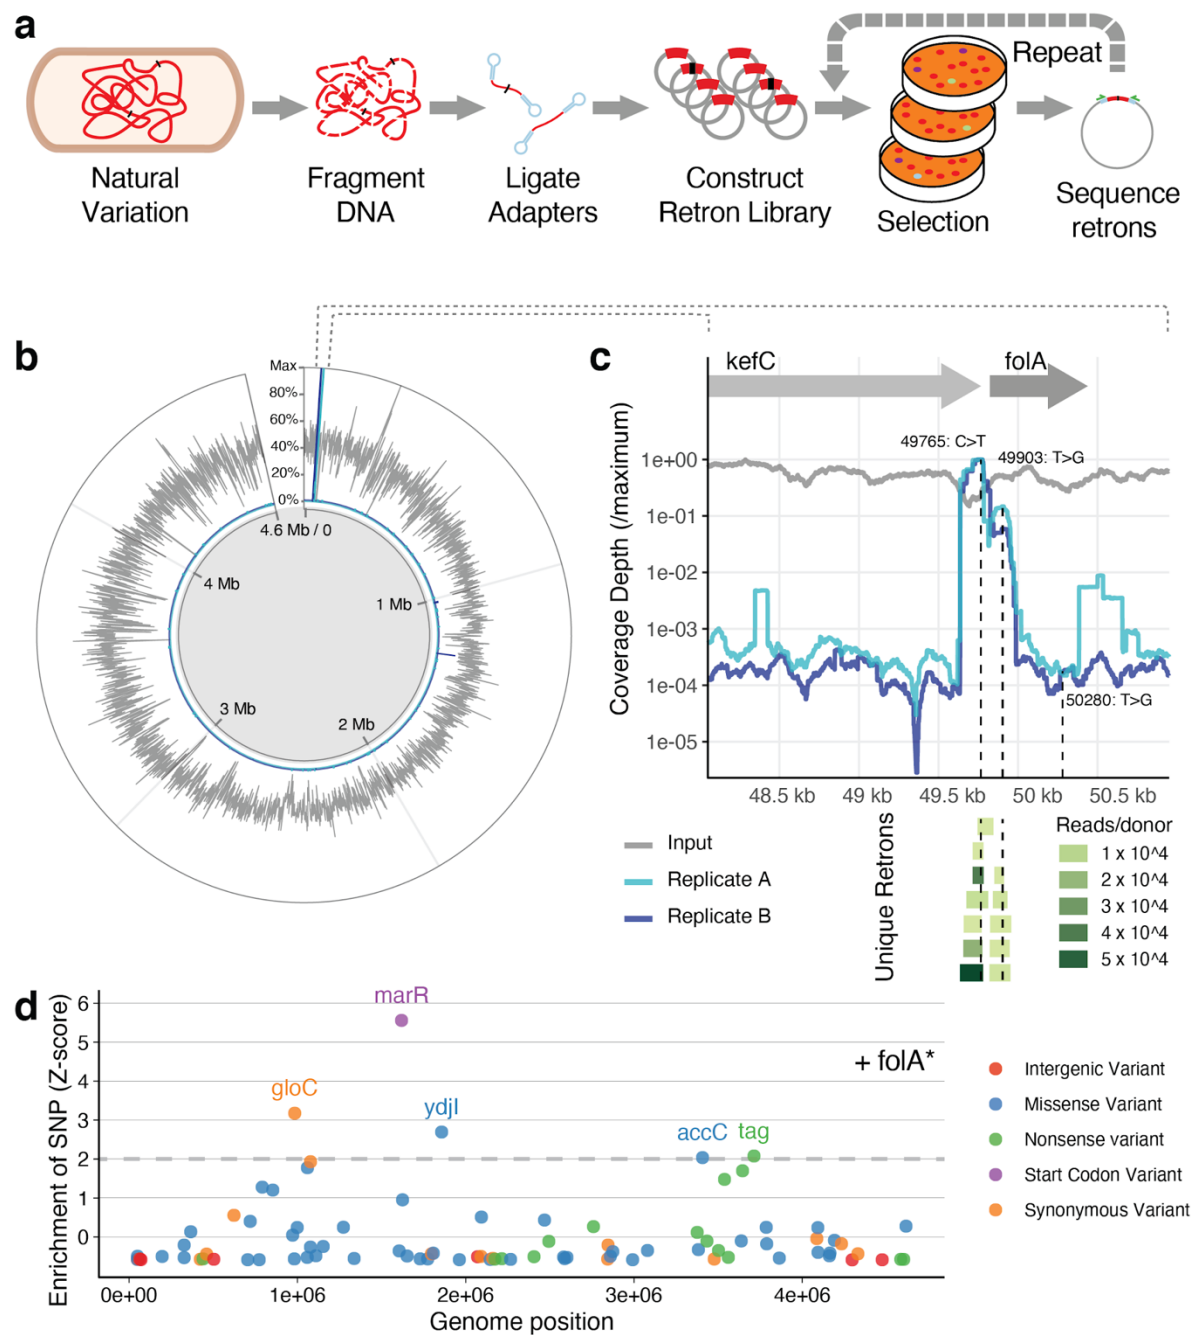 a
Repeat
Natural
Variation
Fragment
DNA
Ligate
Adapters
Construct
Retron Library
Selection
Sequence
retrons
b
Max
80%
60%
40%
20%
0%
4.6 Mb / 0
4 Mb
1 Mb
3 Mb
2 Mb
c
kefC
folA
49765: C>T
49903: T>G
50280: T>G
Coverage Depth (/maximum)
1e+00
1e-01
1e-02
1e-03
1e-04
1e-05
48.5 kb
49 kb
49.5 kb
50 kb
50.5 kb
Input
Replicate A
Replicate B
Unique Retrons
Reads/donor
1 x 10^4
2 x 10^4
3 x 10^4
4 x 10^4
5 x 10^4
d
Enrichment of SNP (Z-score)
6
5
4
3
2
1
0
marR
gloC
ydjI
accC
tag
+ folA*
0e+00
1e+06
2e+06
3e+06
4e+06
Genome position
Intergenic Variant
Missense Variant
Nonsense variant
Start Codon Variant
Synonymous Variant